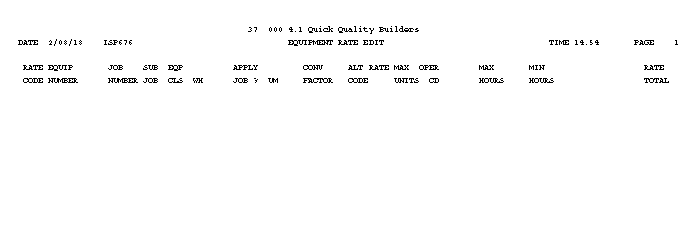 37 000 4.1 Quick Quality Builders
DATE 2/08/18 ISP676 EQUIPMENT RATE EDIT TIME 14.54 PAGE 1
RATE EQUIP JOB SUB EQP APPLY CONV ALT RATE MAX OPER MAX MIN RATE
CODE NUMBER NUMBER JOB CLS WH JOB ? UM FACTOR CODE UNITS CD HOURS HOURS TOTAL